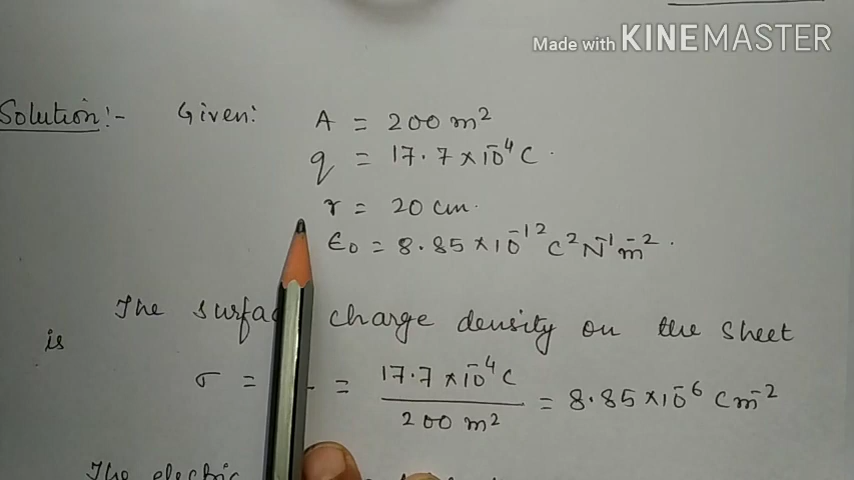 Made with KINEMASTER
Solution:- Given: A = 200 m²
q = 17.7 × 10⁻⁴ C.
r = 20 cm.
ϵ₀ = 8.85 × 10⁻¹² C² N⁻¹ m⁻².
The charge density on the sheet
is
σ = = 17.7 × 10⁻⁴ C / 200 m² = 8.85 × 10⁻⁶ C m⁻²
The electric